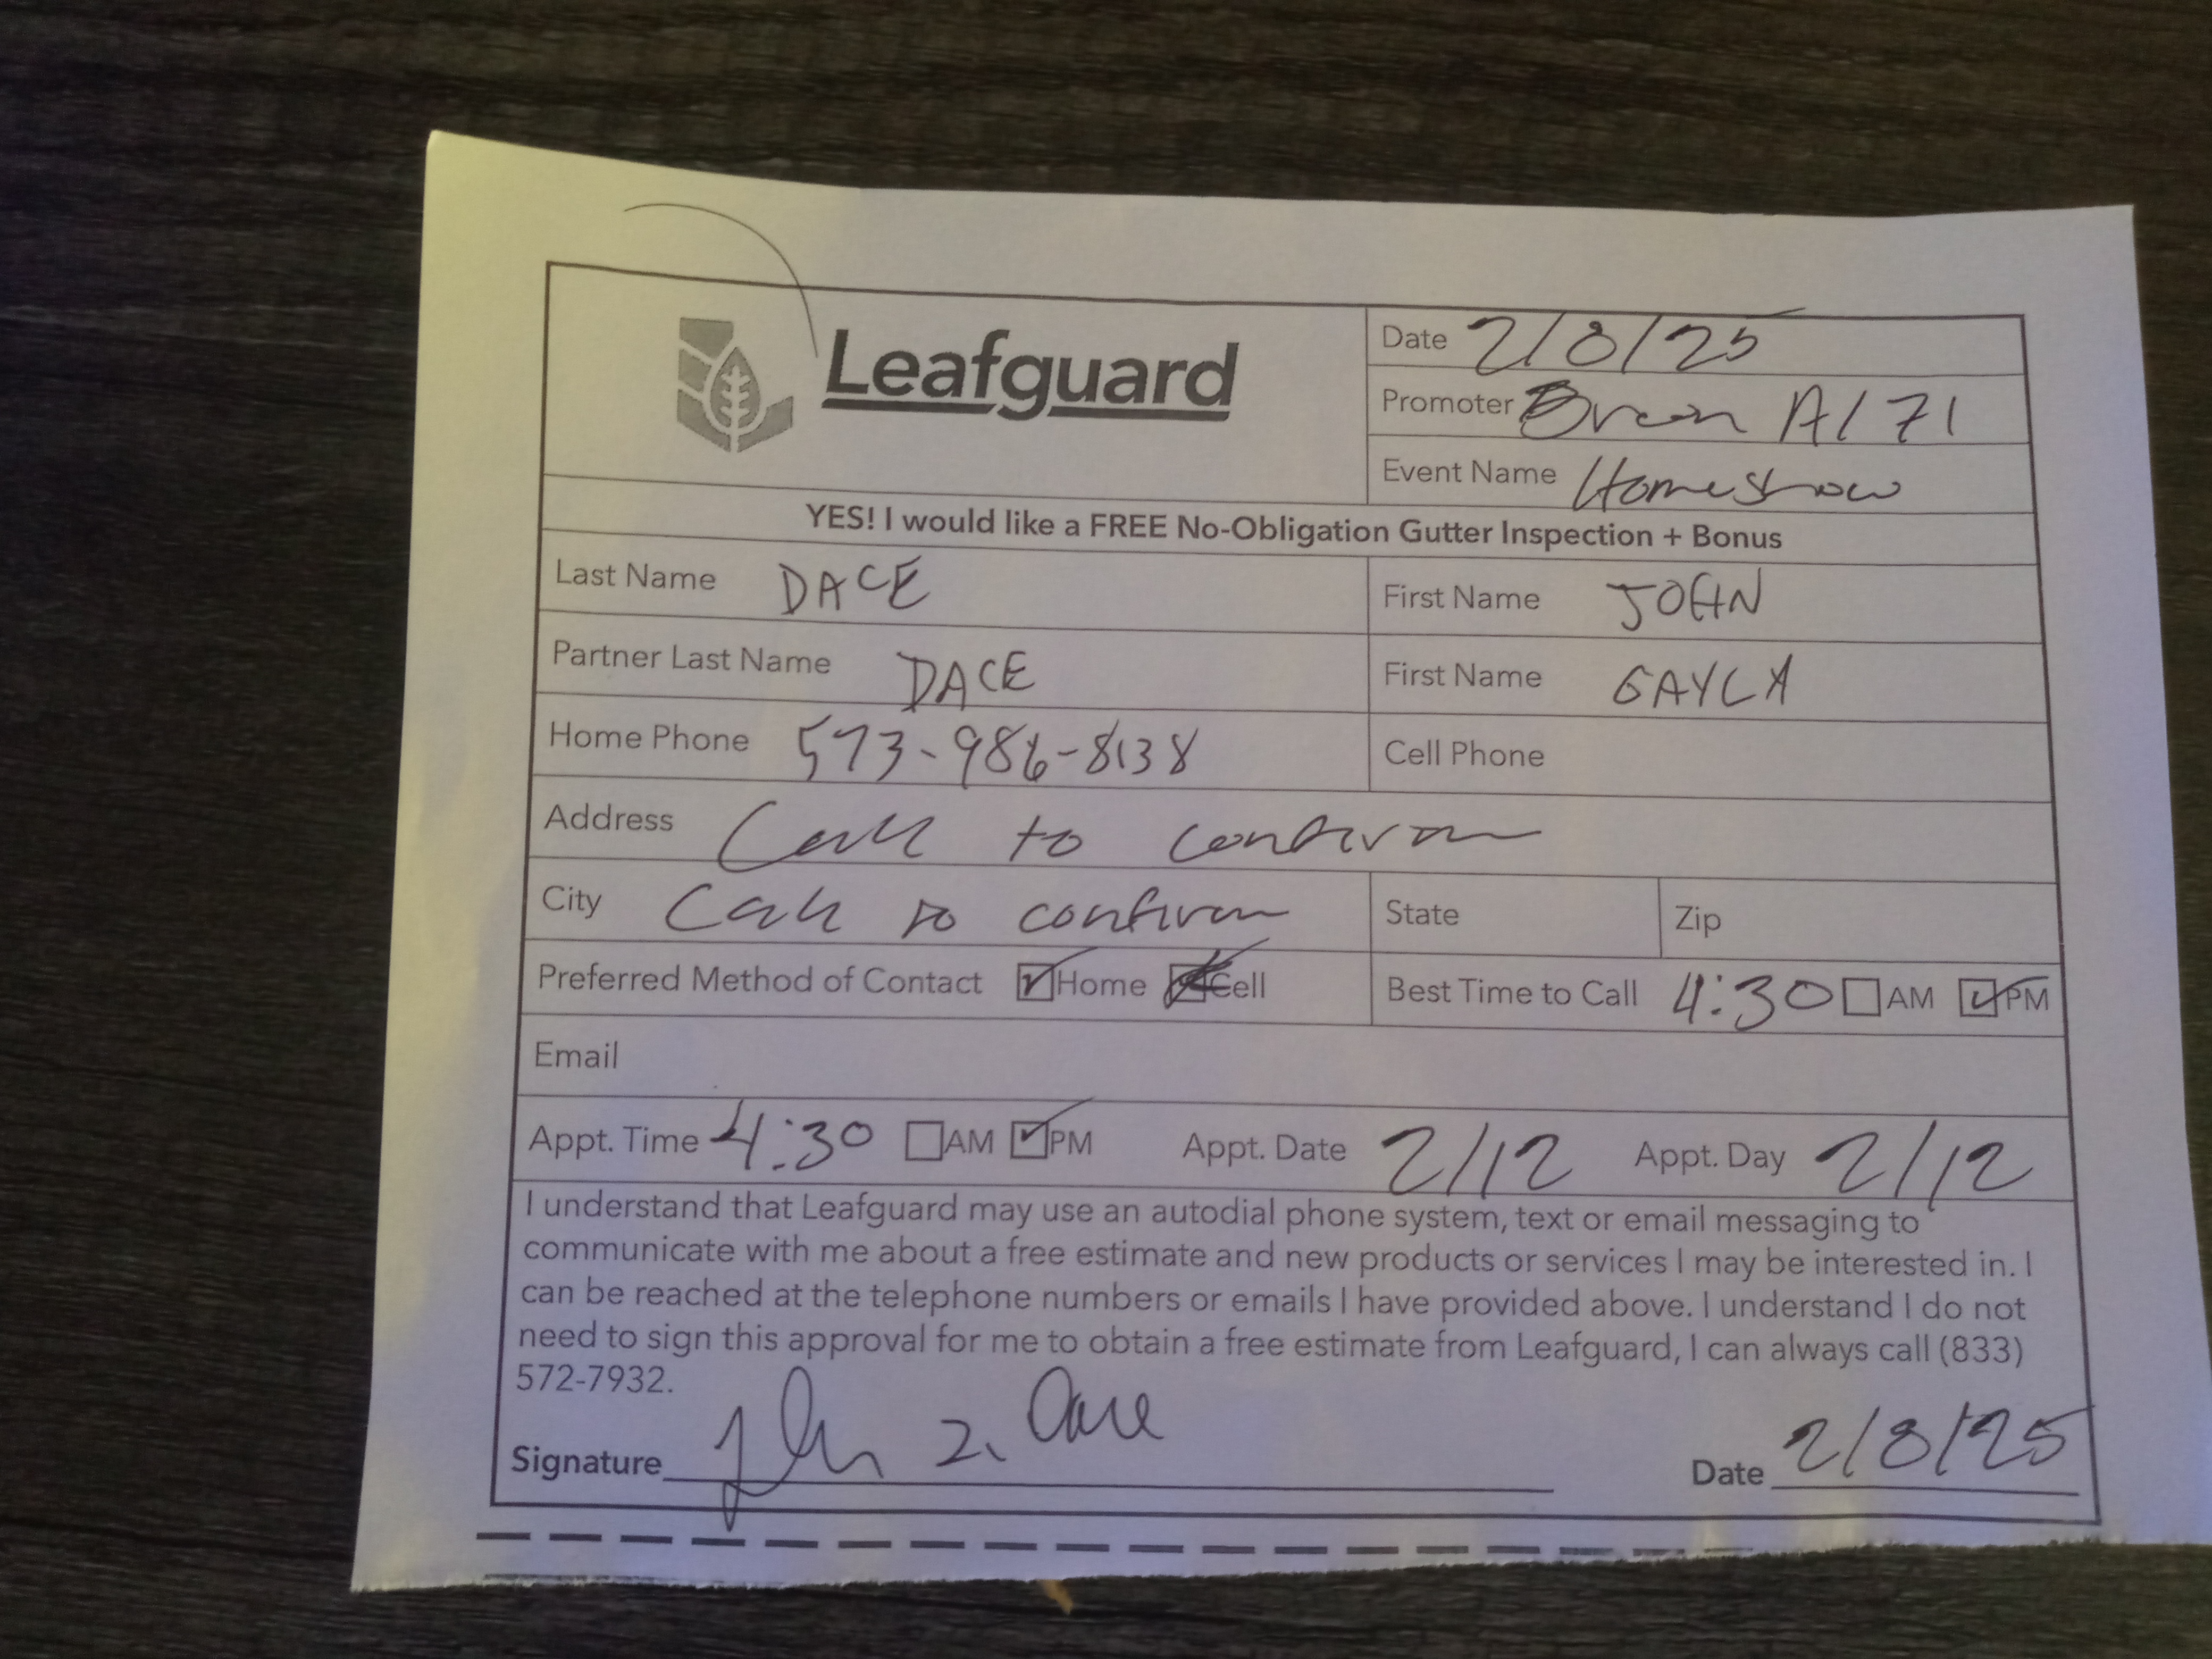 Leafguard
Date 2/8/25
Promoter A171
Event Name Homeshow
YES! I would like a FREE No-Obligation Gutter Inspection + Bonus
Last Name DACE First Name JOHN
Partner Last Name DACE First Name GAYLA
Home Phone 573-986-8138 Cell Phone
Address Call to confirm
City Call to confirm State Zip
Preferred Method of Contact Home Cell Best Time to Call 4:30 AM PM
Email
Appt. Time 4:30 AM PM Appt. Date 2/12 Appt. Day 2/12
I understand that Leafguard may use an autodial phone system, text or email messaging to
communicate with me about a free estimate and new products or services I may be interested in. I
can be reached at the telephone numbers or emails I have provided above. I understand I do not
need to sign this approval for me to obtain a free estimate from Leafguard, I can always call (833)
572-7932.
Signature John L. Dace Date 2/8/25